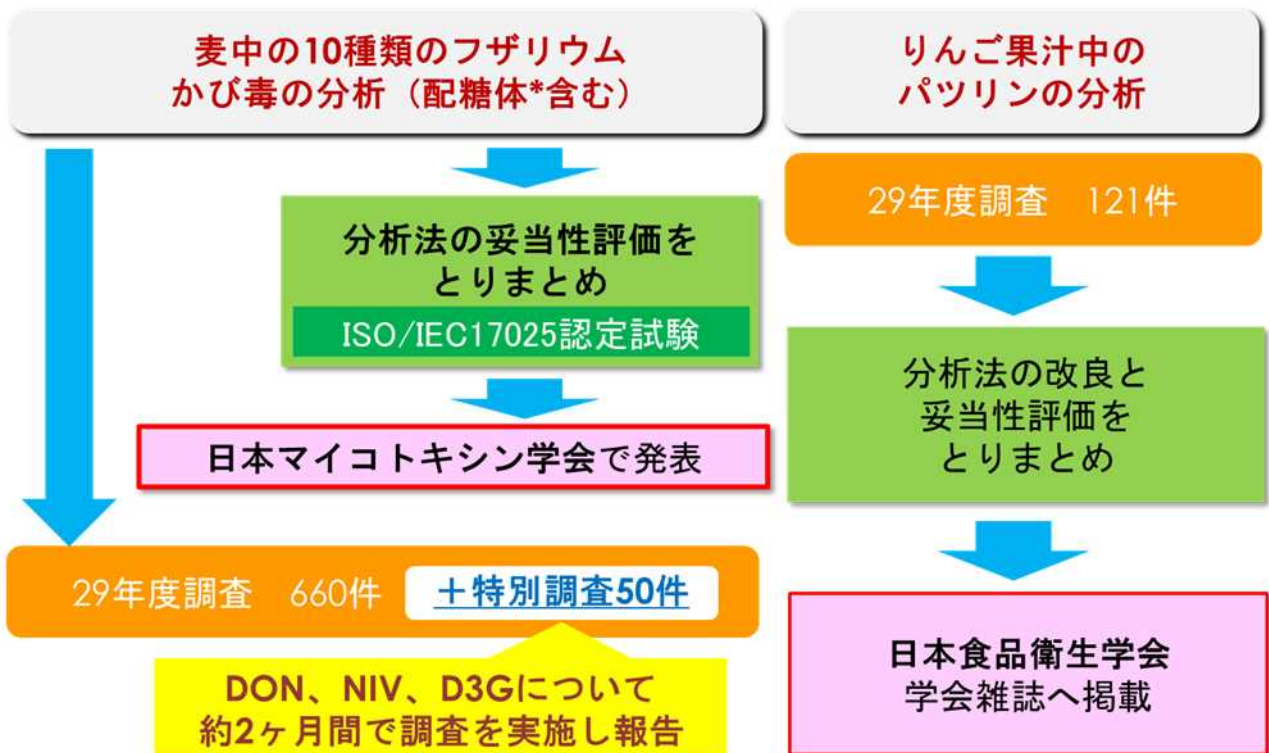 麦中の10種類のフザリウム
かび毒の分析（配糖体*含む）
分析法の妥当性評価を
とりまとめ
ISO/IEC17025認定試験
日本マイコトキシン学会で発表
29年度調査　660件　＋特別調査50件
DON、NIV、D3Gについて
約2ヶ月間で調査を実施し報告
りんご果汁中の
パツリンの分析
29年度調査　121件
分析法の改良と
妥当性評価を
とりまとめ
日本食品衛生学会
学会雑誌へ掲載